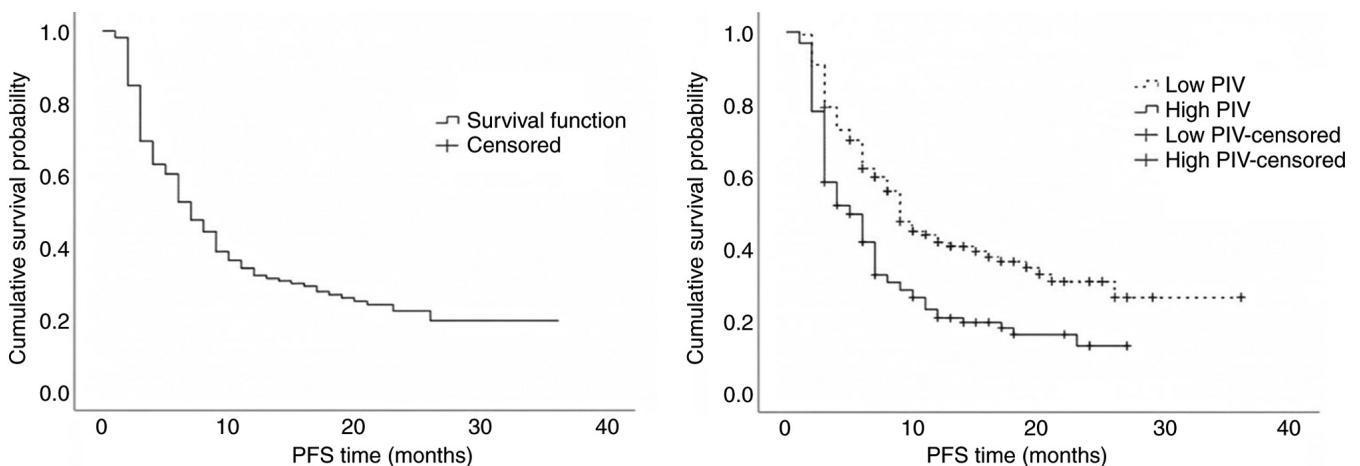 1.0
0.8
0.6
0.4
0.2
0.0
Cumulative survival probability
Survival function
Censored
0 10 20 30 40
PFS time (months)
1.0
0.8
0.6
0.4
0.2
0.0
Cumulative survival probability
Low PIV
High PIV
Low PIV-censored
High PIV-censored
0 10 20 30 40
PFS time (months)